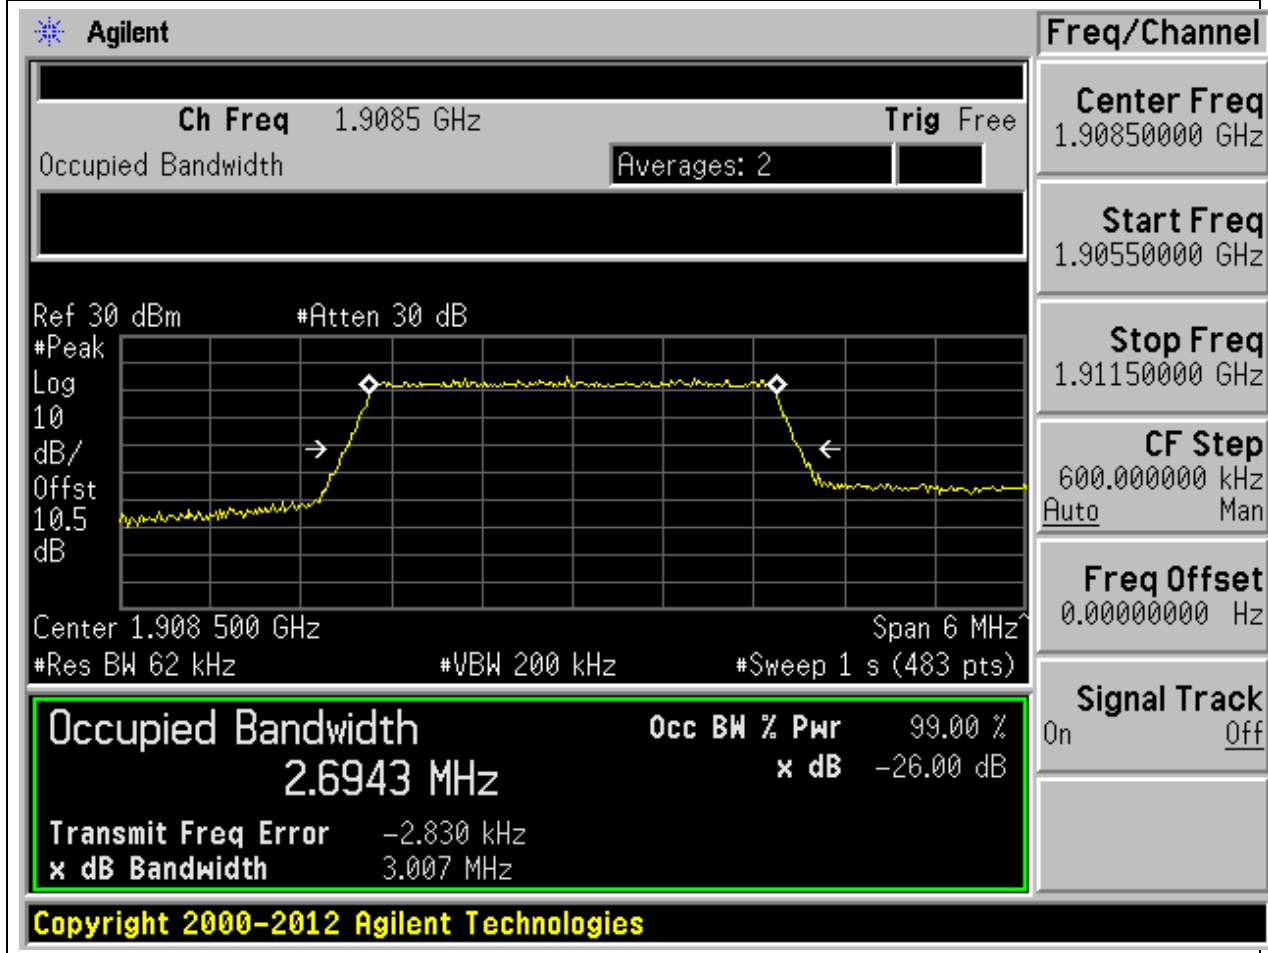 Agilent
Freq/Channel
Ch Freq 1.9085 GHz Trig Free
Occupied Bandwidth Averages: 2
Center Freq
1.90850000 GHz
Start Freq
1.90550000 GHz
Stop Freq
1.91150000 GHz
CF Step
600.000000 kHz
Auto Man
Freq Offset
0.00000000 Hz
Signal Track
On Off
Ref 30 dBm #Atten 30 dB
#Peak
Log
10
dB/
Offst
10.5
dB
Center 1.908 500 GHz Span 6 MHz^
#Res BW 62 kHz #VBW 200 kHz #Sweep 1 s (483 pts)
Occupied Bandwidth Occ BW % Pwr 99.00 %
2.6943 MHz x dB -26.00 dB
Transmit Freq Error -2.830 kHz
x dB Bandwidth 3.007 MHz
Copyright 2000-2012 Agilent Technologies